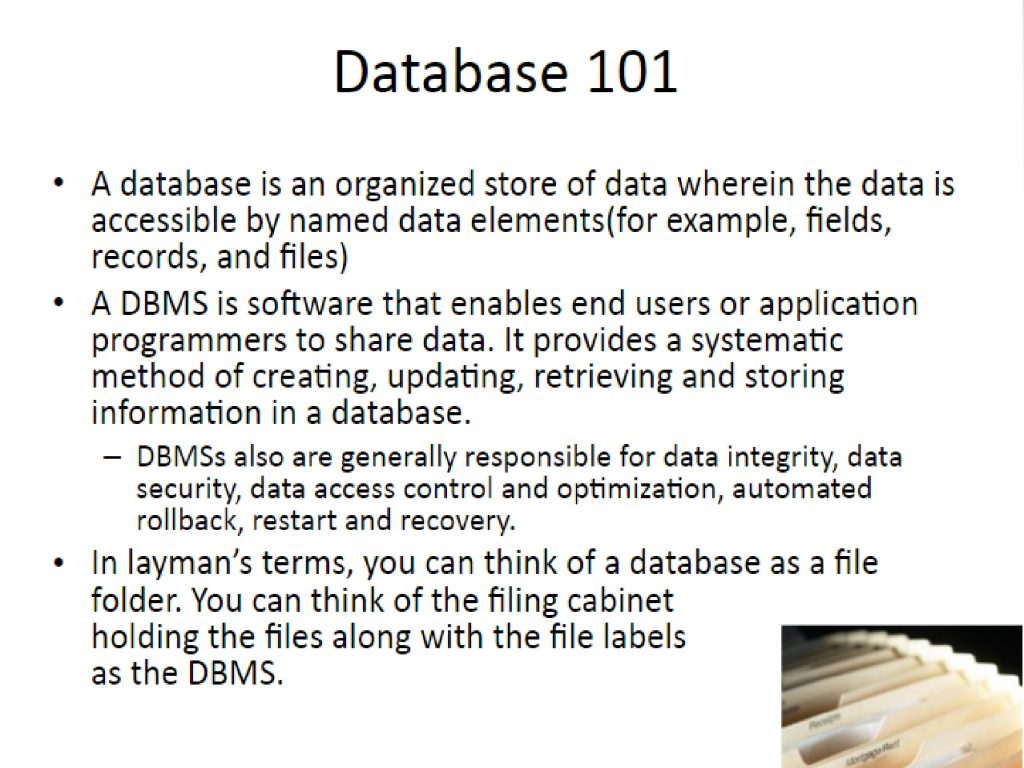 Database 101
• A database is an organized store of data wherein the data is
accessible by named data elements(for example, fields,
records, and files)
• A DBMS is software that enables end users or application
programmers to share data. It provides a systematic
method of creating, updating, retrieving and storing
information in a database.
– DBMSs also are generally responsible for data integrity, data
security, data access control and optimization, automated
rollback, restart and recovery.
• In layman’s terms, you can think of a database as a file
folder. You can think of the filing cabinet
holding the files along with the file labels
as the DBMS.
Receipts
Mortgage-Rent